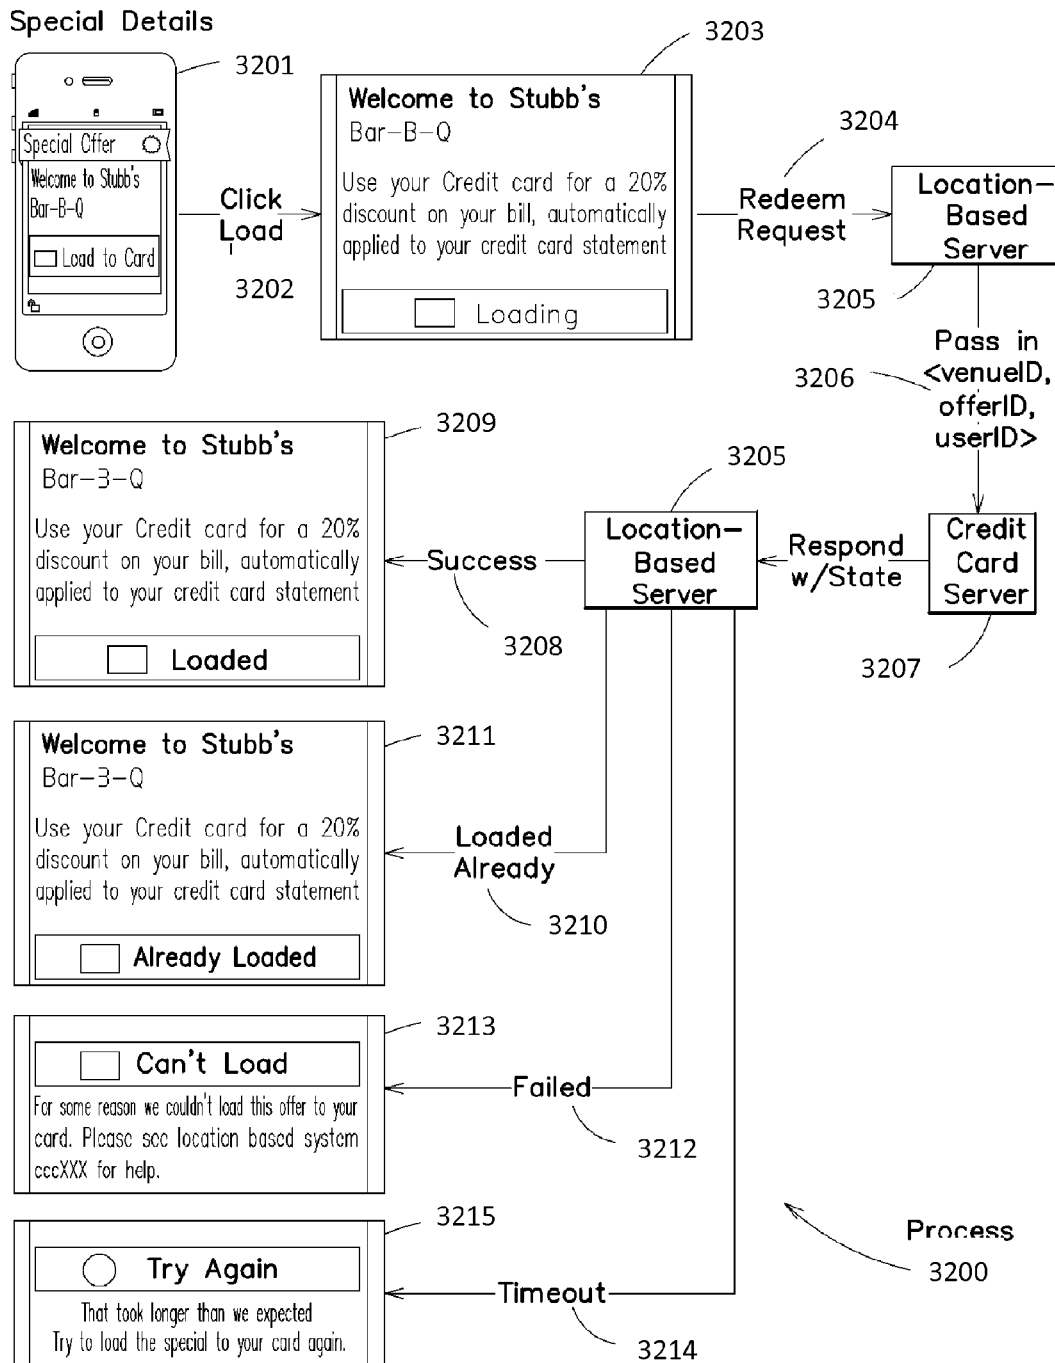 Special Details
3201
Special Offer
Welcome to Stubb's
Bar-B-Q
Load to Card
Click
Load
3202
3203
Welcome to Stubb's
Bar-B-Q
Use your Credit card for a 20%
discount on your bill, automatically
applied to your credit card statement
Loading
3204
Redeem
Request
Location-
Based
Server
3205
Pass in
<venueID,
offerID,
userID>
3206
Credit
Card
Server
3207
Respond
w/State
3205
Location-
Based
Server
Success
3208
3209
Welcome to Stubb's
Bar-3-Q
Use your Credit card for a 20%
discount on your bill, automatically
applied to your credit card statement
Loaded
3211
Welcome to Stubb's
Bar-3-Q
Use your Credit card for a 20%
discount on your bill, automatically
applied to your credit card statement
Already Loaded
Loaded
Already
3210
3213
Can't Load
For some reason we couldn't load this offer to your
card. Please see location based system
cccXXX for help.
Failed
3212
3215
Try Again
That took longer than we expected
Try to load the special to your card again.
Timeout
3214
Process
3200